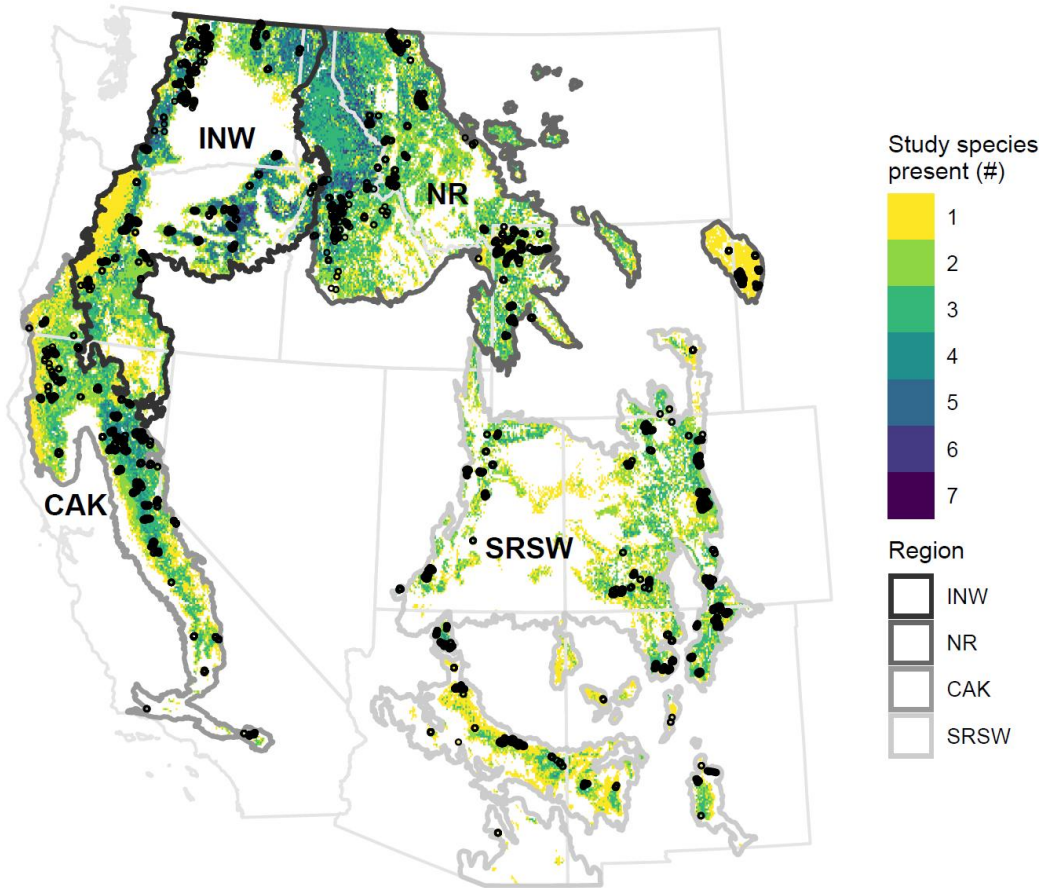 INW
NR
CAK
SRSW
Study species
present (#)
1
2
3
4
5
6
7
Region
INW
NR
CAK
SRSW